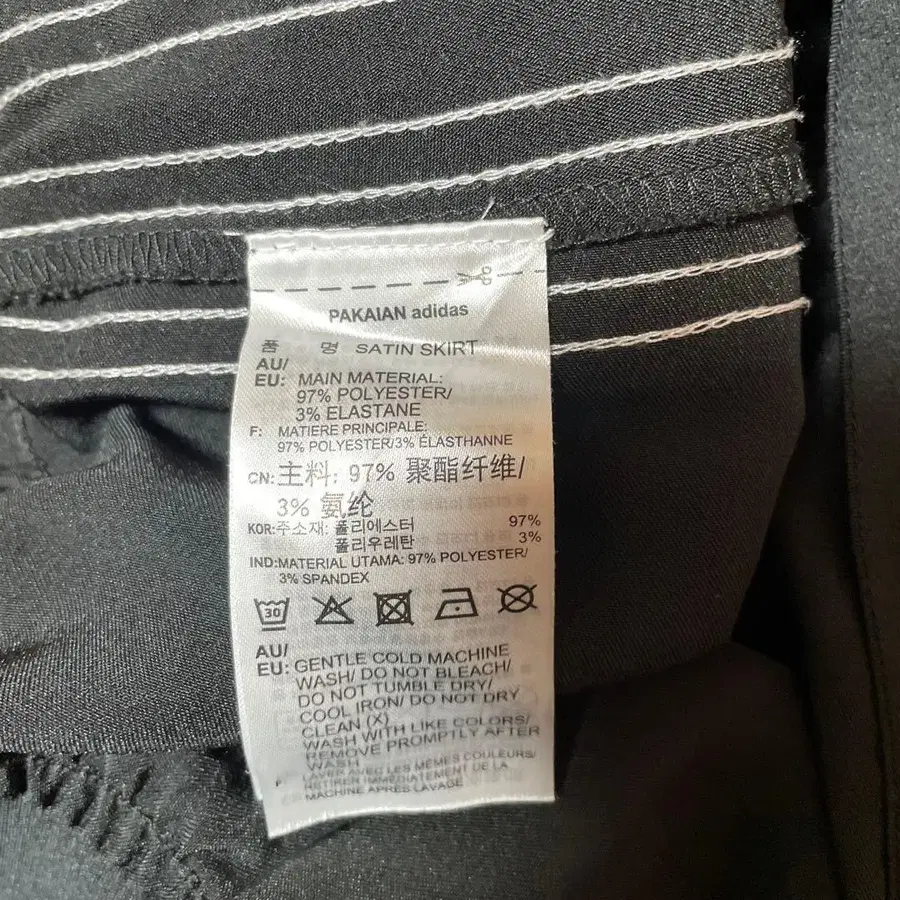 PAKAIAN adidas
품 명 SATIN SKIRT
AU/
EU: MAIN MATERIAL:
97% POLYESTER/
3% ELASTANE
F: MATIERE PRINCIPALE:
97% POLYESTER/3% ÉLASTHANNE
CN: 主料: 97% 聚酯纤维/
3% 氨纶
KOR: 주소재: 폴리에스터 97%
폴리우레탄 3%
IND:MATERIAL UTAMA: 97% POLYESTER/
3% SPANDEX
30
AU/
EU: GENTLE COLD MACHINE
WASH/ DO NOT BLEACH/
DO NOT TUMBLE DRY/
COOL IRON/ DO NOT DRY
CLEAN (X)
WASH WITH LIKE COLORS/
REMOVE PROMPTLY AFTER
WASH
F LAVER AVEC LES MÊMES COULEURS/
RETIRER IMMÉDIATEMENT DE LA
MACHINE APRÈS LAVAGE